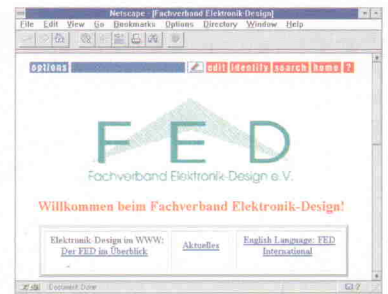 Netscape - [Fachverband Elektronik-Design]
File Edit View Go Bookmarks Options Directory Window Help
options edit identify search home ?
FED
Fachverband Elektronik-Design e.V.
Willkommen beim Fachverband Elektronik-Design!
Elektronik-Design im WWW: Aktuelles English Language: FED
Der FED im Überblick International
Document: Done